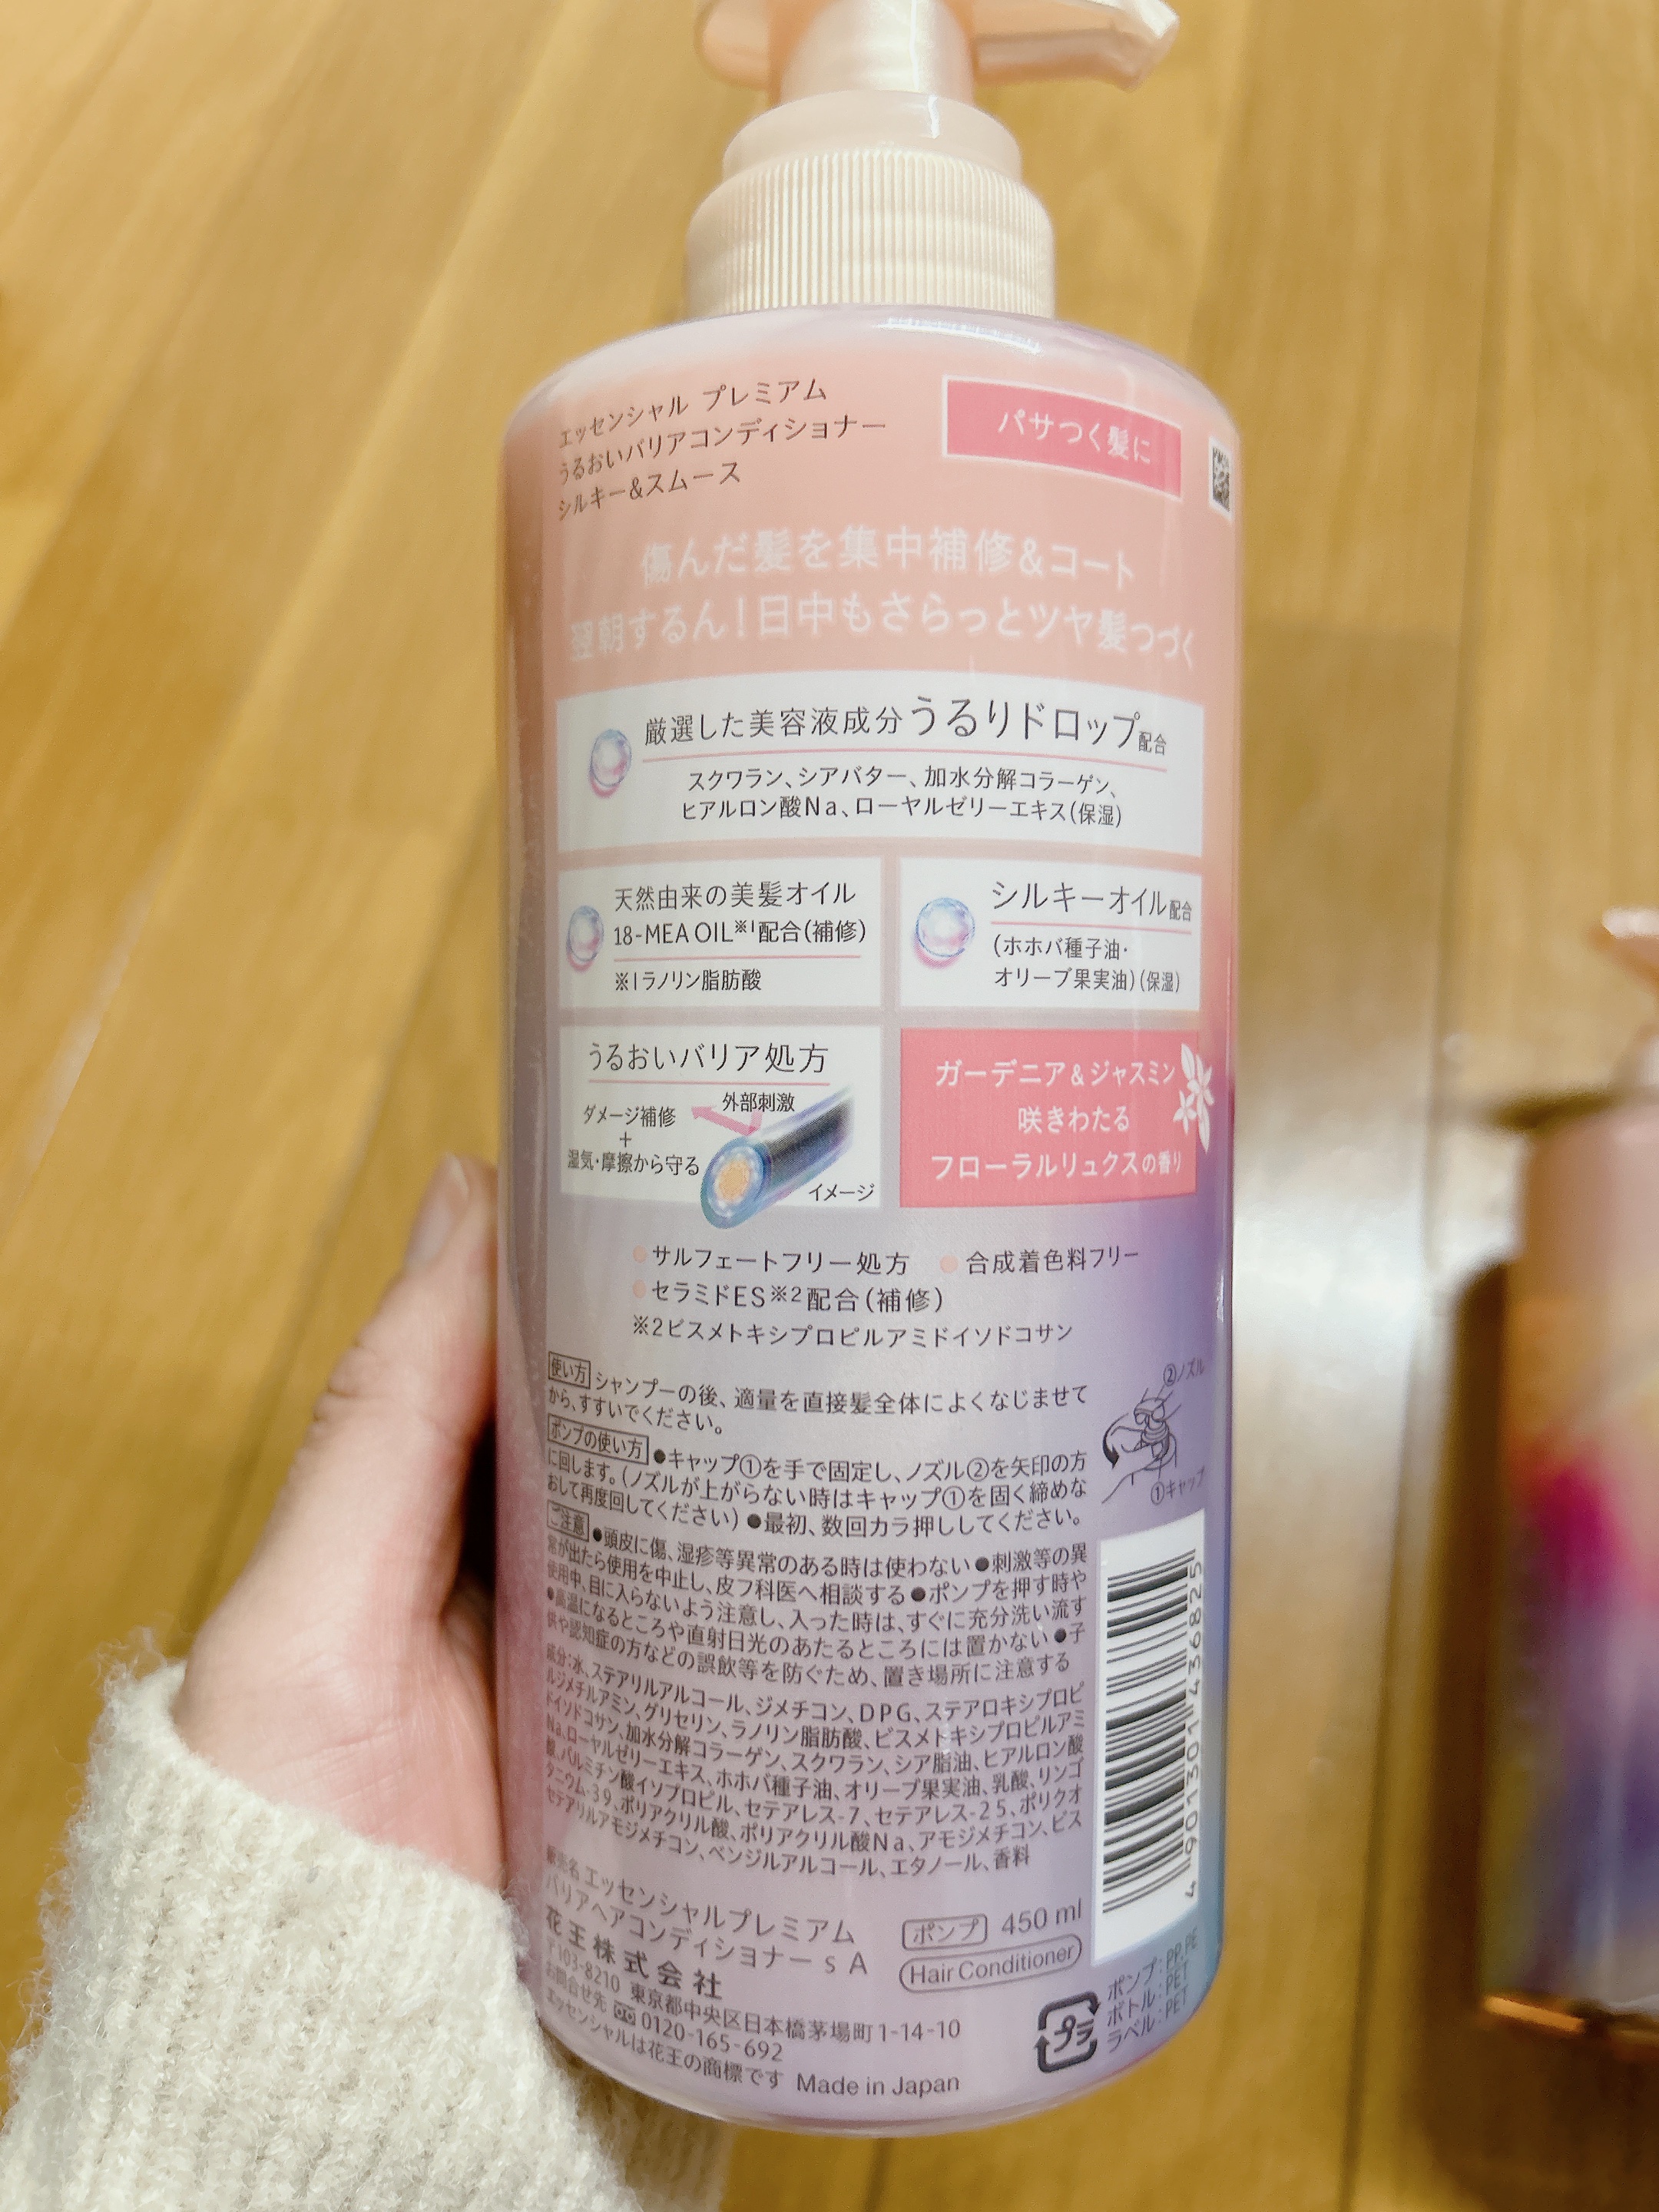 エッセンシャル プレミアム
うるおいバリアコンディショナー
シルキー&スムース
パサつく髪に
傷んだ髪を集中補修&コート
翌朝するん!日中もさらっとツヤ髪つづく
厳選した美容液成分うるりドロップ配合
スクワラン、シアバター、加水分解コラーゲン、
ヒアルロン酸Na、ローヤルゼリーエキス(保湿)
天然由来の美髪オイル
18-MEA OIL※1配合(補修)
※1ラノリン脂肪酸
シルキーオイル配合
(ホホバ種子油・
オリーブ果実油)(保湿)
うるおいバリア処方
外部刺激
ダメージ補修
+
湿気・摩擦から守る
イメージ
ガーデニア&ジャスミン
咲きわたる
フローラルリュクスの香り
サルフェートフリー処方 合成着色料フリー
セラミドES※2配合(補修)
※2ビスメトキシプロピルアミドイソドコサン
使い方 シャンプーの後、適量を直接髪全体によくなじませて
から、すすいでください。
ポンプの使い方 ●キャップ①を手で固定し、ノズル②を矢印の方
に回します。(ノズルが上がらない時はキャップ①を固く締めな
おして再度回してください) ●最初、数回カラ押ししてください。
②ノズル
①キャップ
ご注意 ●頭皮に傷、湿疹等異常のある時は使わない ●刺激等の異
常が出たら使用を中止し、皮フ科医へ相談する ●ポンプを押す時や
使用中、目に入らないよう注意し、入った時は、すぐに充分洗い流す
●高温になるところや直射日光のあたるところには置かない ●子
供や認知症の方などの誤飲等を防ぐため、置き場所に注意する
成分:水、ステアリルアルコール、ジメチコン、DPG、ステアロキシプロピ
ルジメチルアミン、グリセリン、ラノリン脂肪酸、ビスメトキシプロピルアミ
ドイソドコサン、加水分解コラーゲン、スクワラン、シア脂油、ヒアルロン酸
Na、ローヤルゼリーエキス、ホホバ種子油、オリーブ果実油、乳酸、リンゴ
酸、パルミチン酸イソプロピル、セテアレス-7、セテアレス-25、ポリクオ
タニウム-39、ポリアクリル酸、ポリアクリル酸Na、アモジメチコン、ビス
セテアリルアモジメチコン、ベンジルアルコール、エタノール、香料
販売名 エッセンシャルプレミアム
バリアヘアコンディショナー s A
花王株式会社
〒103-8210 東京都中央区日本橋茅場町1-14-10
お問合せ先 0120-165-692
エッセンシャルは花王の商標です Made in Japan
ポンプ 450 ml
Hair Conditioner
4 901301 436825
プラ
ポンプ:PP,PE
ボトル:PET
ラベル:PET